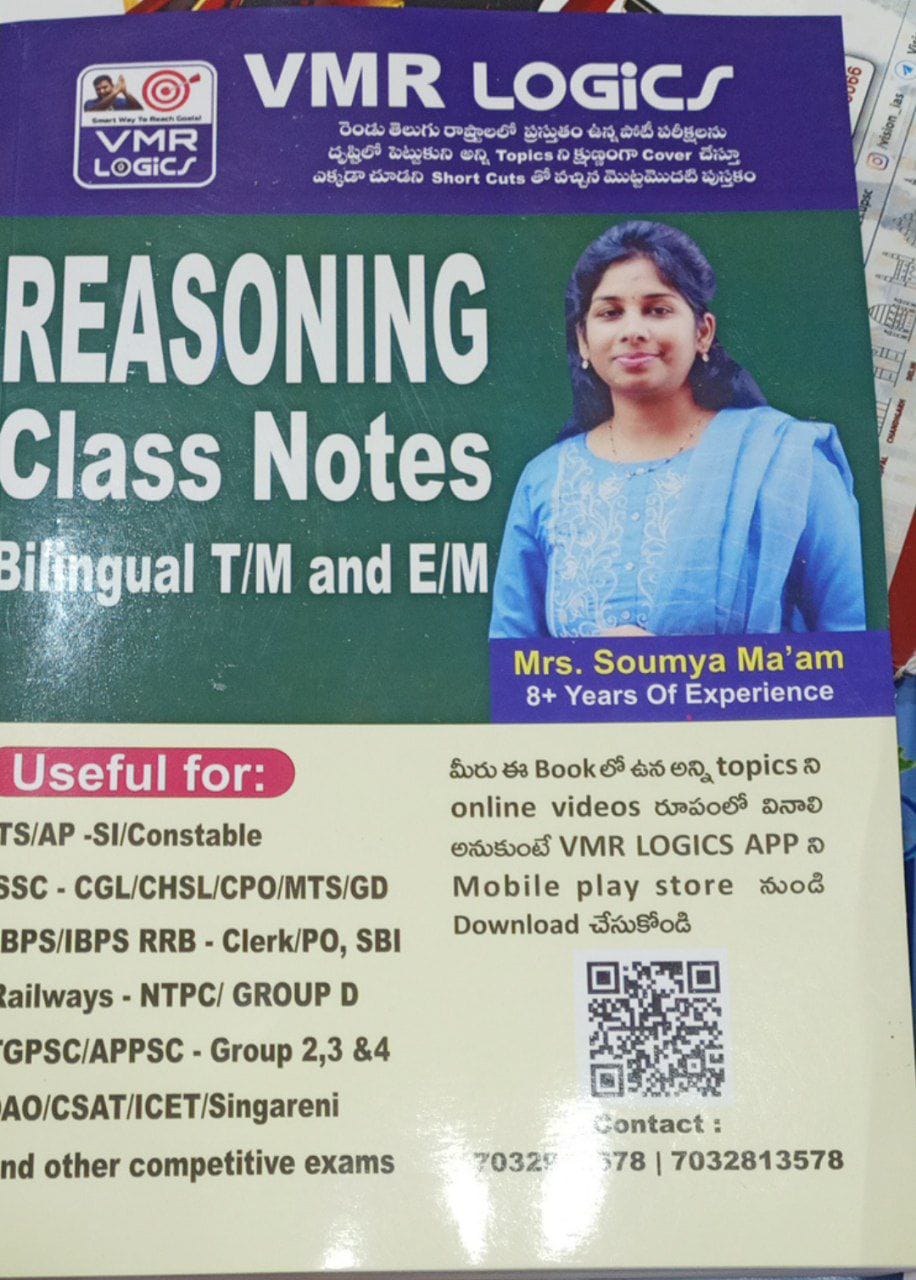 VMR LOGiCS
Smart Way To Reach Goals!
VMR
LOGiCS
రెండు తెలుగు రాష్ట్రాలలో ప్రస్తుతం ఉన్న పోటీ పరీక్షలను
దృష్టిలో పెట్టుకుని అన్ని Topics ని క్షుణ్ణంగా Cover చేస్తూ
ఎక్కడా చూడని Short Cuts తో వచ్చిన మొట్టమొదటి పుస్తకం
REASONING
Class Notes
Bilingual T/M and E/M
Mrs. Soumya Ma'am
8+ Years Of Experience
Useful for:
TS/AP -SI/Constable
SSC - CGL/CHSL/CPO/MTS/GD
IBPS/IBPS RRB - Clerk/PO, SBI
Railways - NTPC/ GROUP D
TGPSC/APPSC - Group 2,3 &4
AO/CSAT/ICET/Singareni
nd other competitive exams
మీరు ఈ Book లో ఉన అన్ని topics ని
online videos రూపంలో వినాలి
అనుకుంటే VMR LOGICS APP ని
Mobile play store నుండి
Download చేసుకోండి
Contact :
| 7032813578
vision_ias
CHANDRAGARH